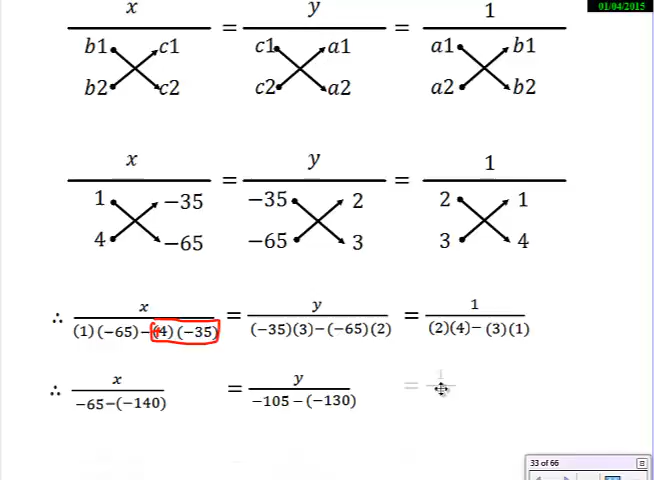 01/04/2015
x/ = y/ = 1/
b1 c1 c1 a1 a1 b1
b2 c2 c2 a2 a2 b2
x/ = y/ = 1/
1 −35 −35 2 2 1
4 −65 −65 3 3 4
∴ x/((1)(−65)−(4)(−35)) = y/((−35)(3)−(−65)(2)) = 1/((2)(4)−(3)(1))
∴ x/(−65−(−140)) = y/(−105−(−130)) = 1/
33 of 66